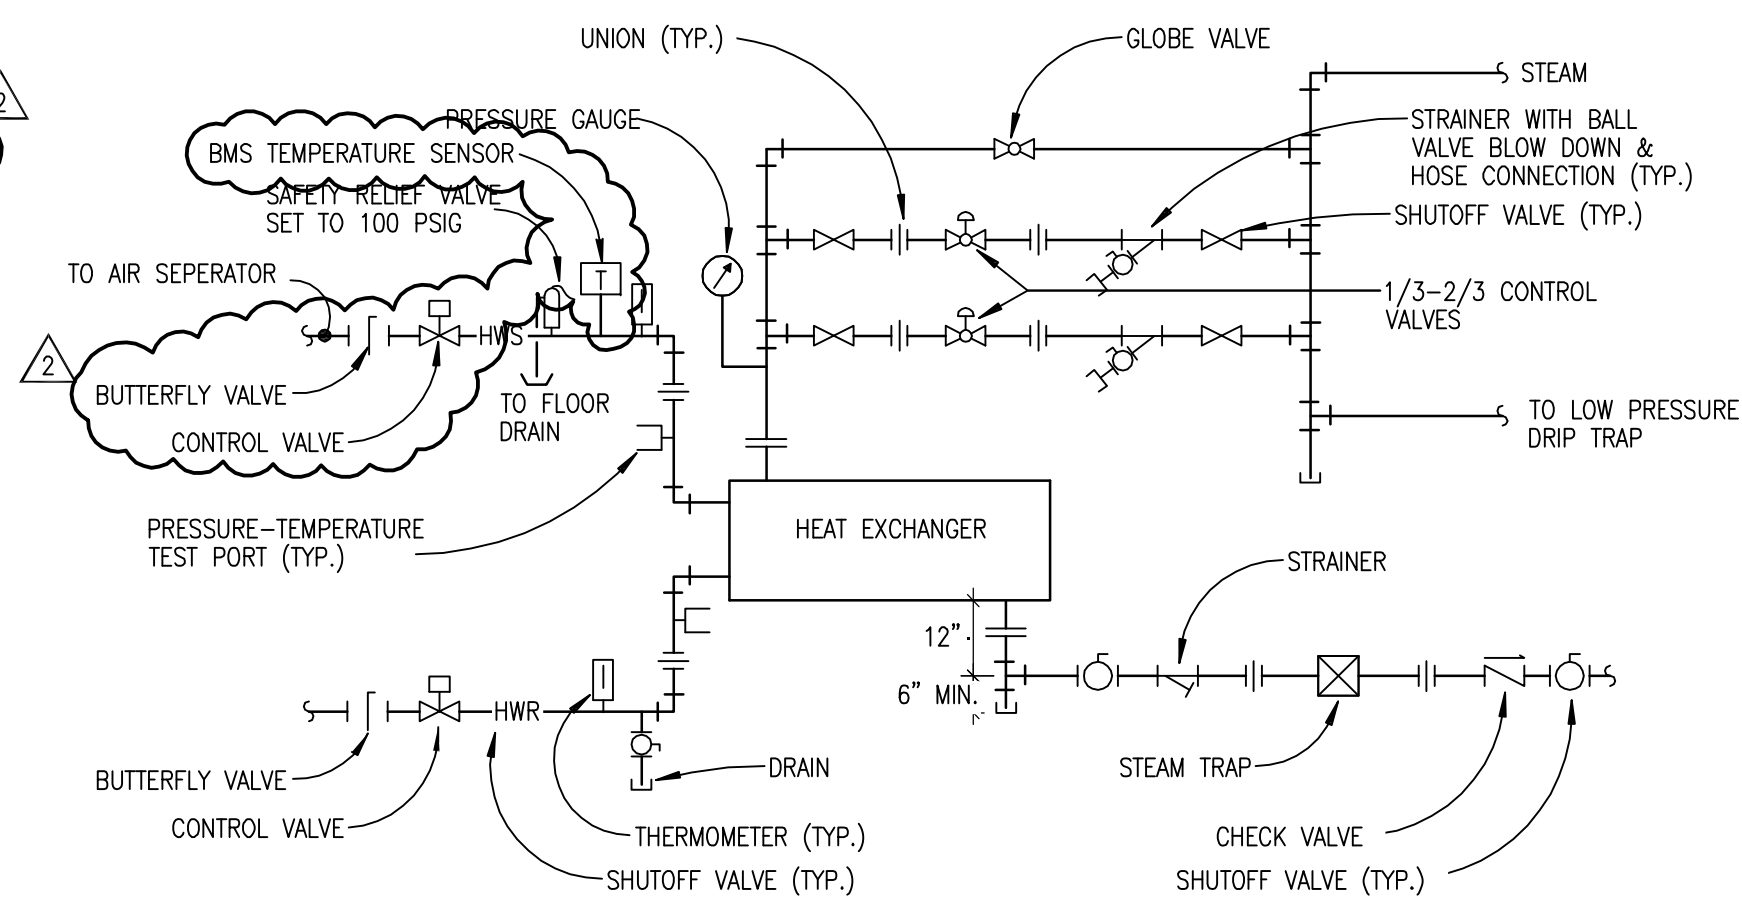 UNION (TYP.)
GLOBE VALVE
STEAM
2
PRESSURE GAUGE
STRAINER WITH BALL
VALVE BLOW DOWN &
HOSE CONNECTION (TYP.)
BMS TEMPERATURE SENSOR
SAFETY RELIEF VALVE
SET TO 100 PSIG
SHUTOFF VALVE (TYP.)
TO AIR SEPERATOR
T
1/3-2/3 CONTROL
VALVES
HWS
2
BUTTERFLY VALVE
TO FLOOR
DRAIN
CONTROL VALVE
TO LOW PRESSURE
DRIP TRAP
PRESSURE-TEMPERATURE
TEST PORT (TYP.)
HEAT EXCHANGER
STRAINER
12"
6" MIN.
HWR
BUTTERFLY VALVE
DRAIN
STEAM TRAP
CONTROL VALVE
THERMOMETER (TYP.)
CHECK VALVE
SHUTOFF VALVE (TYP.)
SHUTOFF VALVE (TYP.)